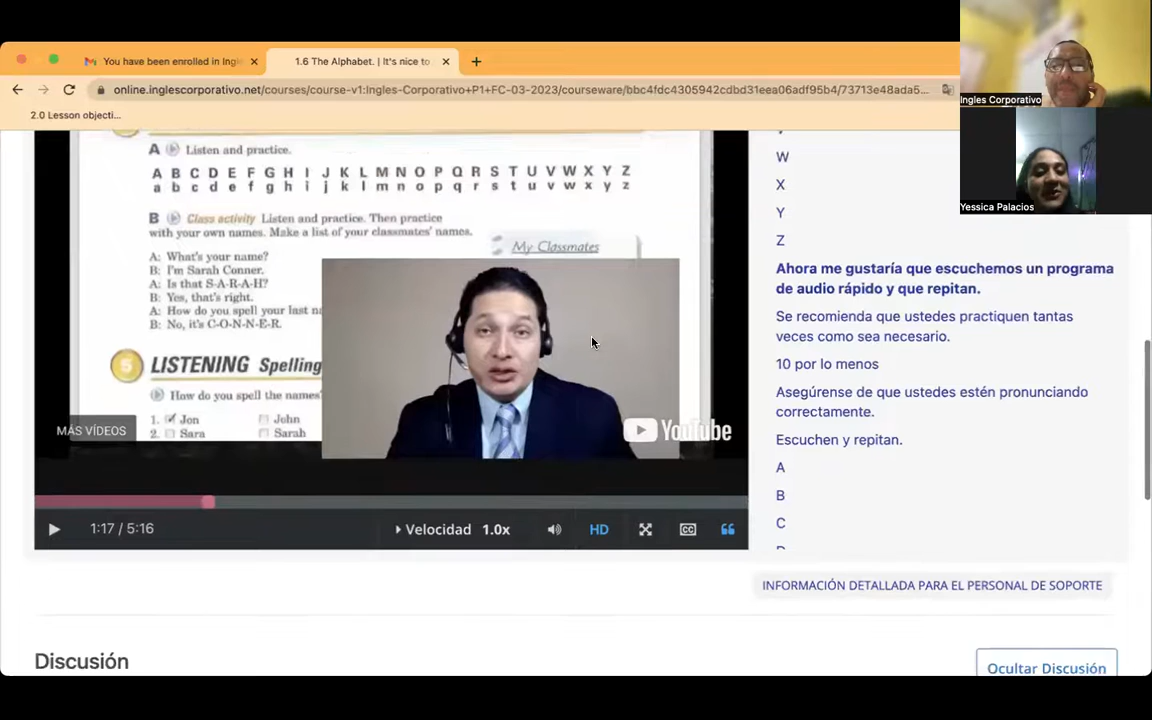 You have been enrolled in Ingl
1.6 The Alphabet. | It's nice to
online.inglescorporativo.net/courses/course-v1:Ingles-Corporativo+P1+FC-03-2023/courseware/bbc4fdc4305942cdbd31eea06adf95b4/73713e48ada5...
2.0 Lesson objecti...
Ingles Corporativo
Yessica Palacios
A Listen and practice.
A B C D E F G H I J K L M N O P Q R S T U V W X Y Z
a b c d e f g h i j k l m n o p q r s t u v w x y z
B Class activity Listen and practice. Then practice
with your own names. Make a list of your classmates' names.
My Classmates
A: What's your name?
B: I'm Sarah Conner.
A: Is that S-A-R-A-H?
B: Yes, that's right.
A: How do you spell your last na
B: No, it's C-O-N-N-E-R.
5 LISTENING Spelling
How do you spell the names?
1. Jon John
2. Sara Sarah
MÁS VÍDEOS
YouTube
1:17 / 5:16
Velocidad 1.0x
HD
CC
W
X
Y
Z
Ahora me gustaría que escuchemos un programa
de audio rápido y que repitan.
Se recomienda que ustedes practiquen tantas
veces como sea necesario.
10 por lo menos
Asegúrense de que ustedes estén pronunciando
correctamente.
Escuchen y repitan.
A
B
C
INFORMACIÓN DETALLADA PARA EL PERSONAL DE SOPORTE
Discusión
Ocultar Discusión